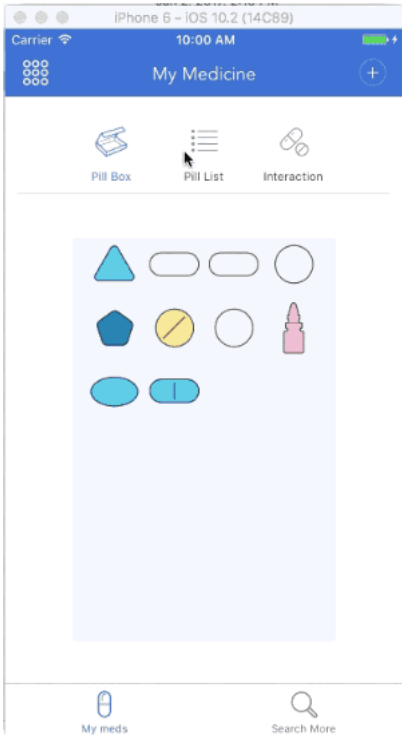 iPhone 6 – iOS 10.2 (14C89)
Carrier 10:00 AM
My Medicine
Pill Box Pill List Interaction
My meds Search More